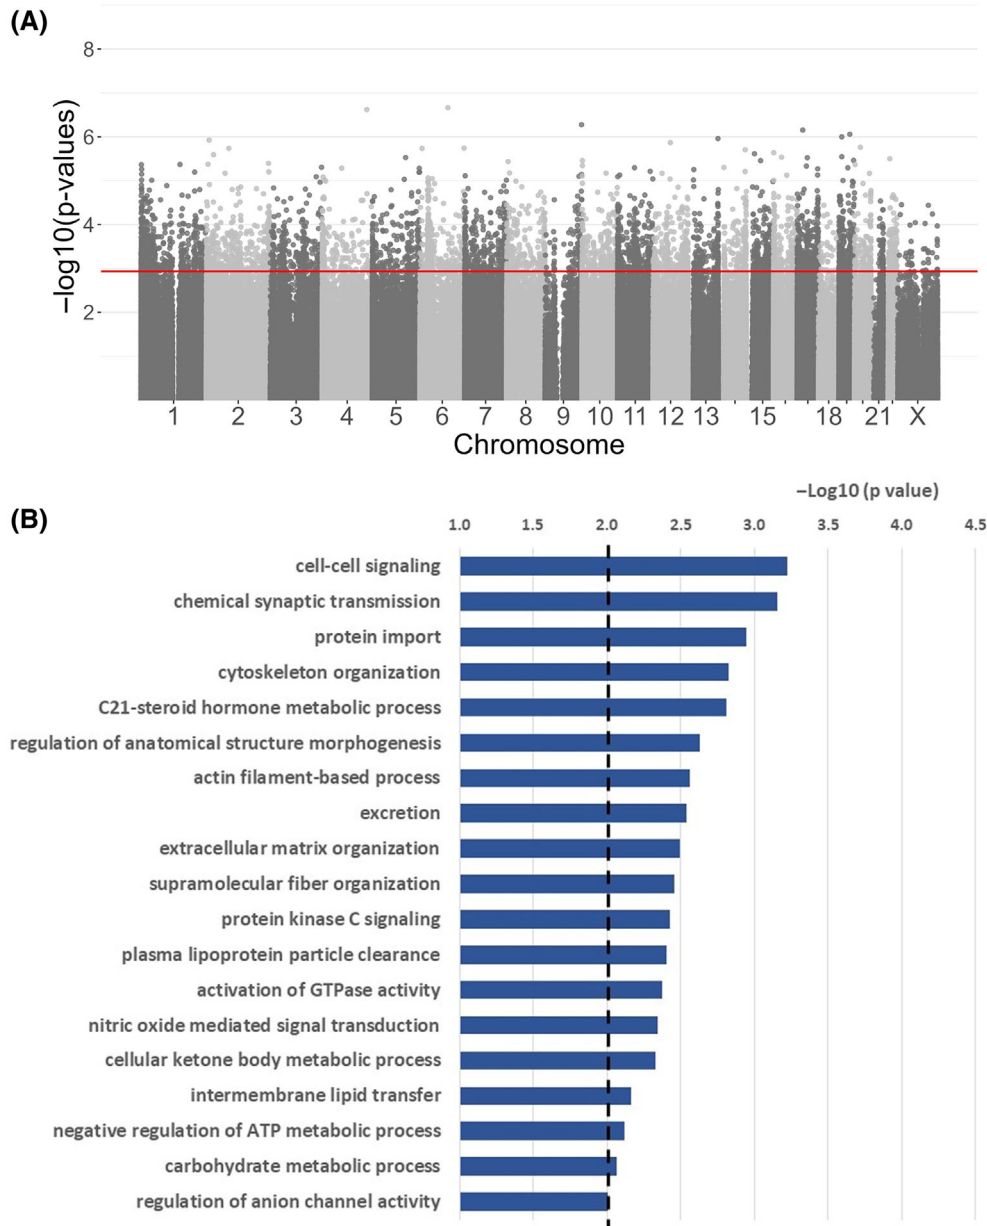 (A)
8
6
4
2
−log10(p-values)
1 2 3 4 5 6 7 8 9 10 11 12 13 15 18 21 X
Chromosome
−Log10 (p value)
(B)
1.0 1.5 2.0 2.5 3.0 3.5 4.0 4.5
cell-cell signaling
chemical synaptic transmission
protein import
cytoskeleton organization
C21-steroid hormone metabolic process
regulation of anatomical structure morphogenesis
actin filament-based process
excretion
extracellular matrix organization
supramolecular fiber organization
protein kinase C signaling
plasma lipoprotein particle clearance
activation of GTPase activity
nitric oxide mediated signal transduction
cellular ketone body metabolic process
intermembrane lipid transfer
negative regulation of ATP metabolic process
carbohydrate metabolic process
regulation of anion channel activity